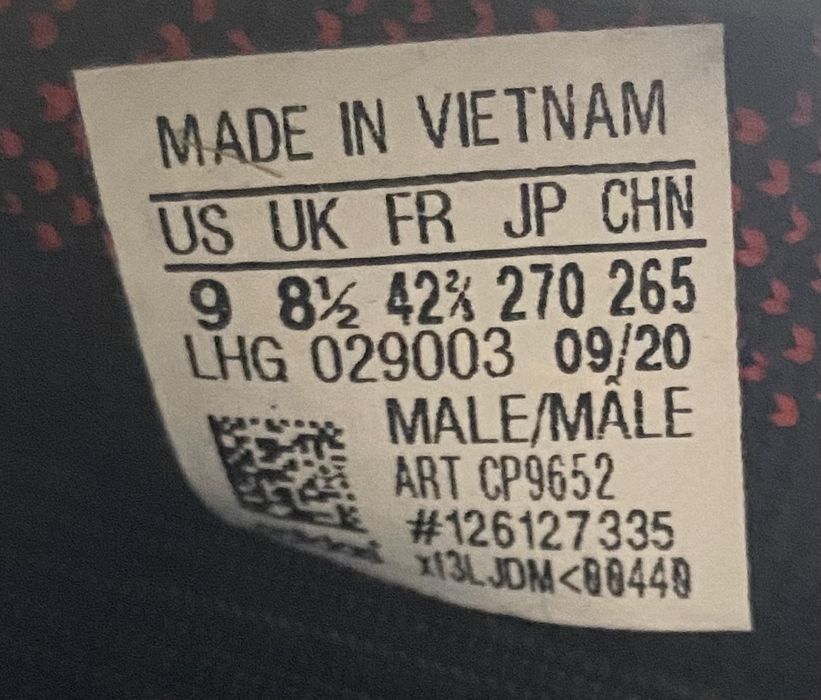 MADE IN VIETNAM
US UK FR JP CHN
9 8½ 42⅔ 270 265
LHG 029003 09/20
MALE/MÂLE
ART CP9652
#126127335
x13LJDM<00440